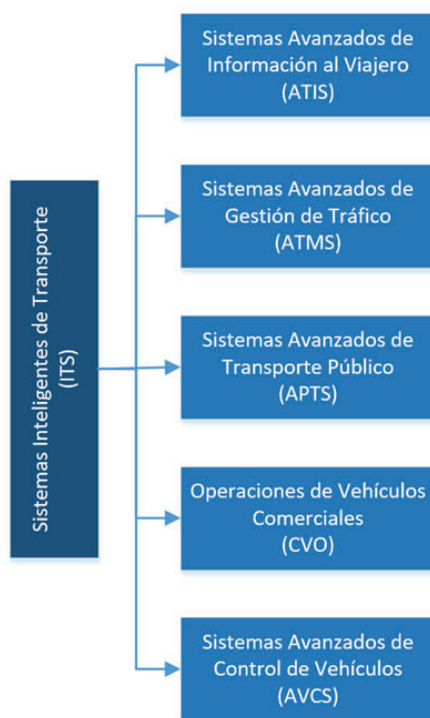 Sistemas Inteligentes de Transporte
(ITS)
Sistemas Avanzados de
Información al Viajero
(ATIS)
Sistemas Avanzados de
Gestión de Tráfico
(ATMS)
Sistemas Avanzados de
Transporte Público
(APTS)
Operaciones de Vehículos
Comerciales
(CVO)
Sistemas Avanzados de
Control de Vehículos
(AVCS)